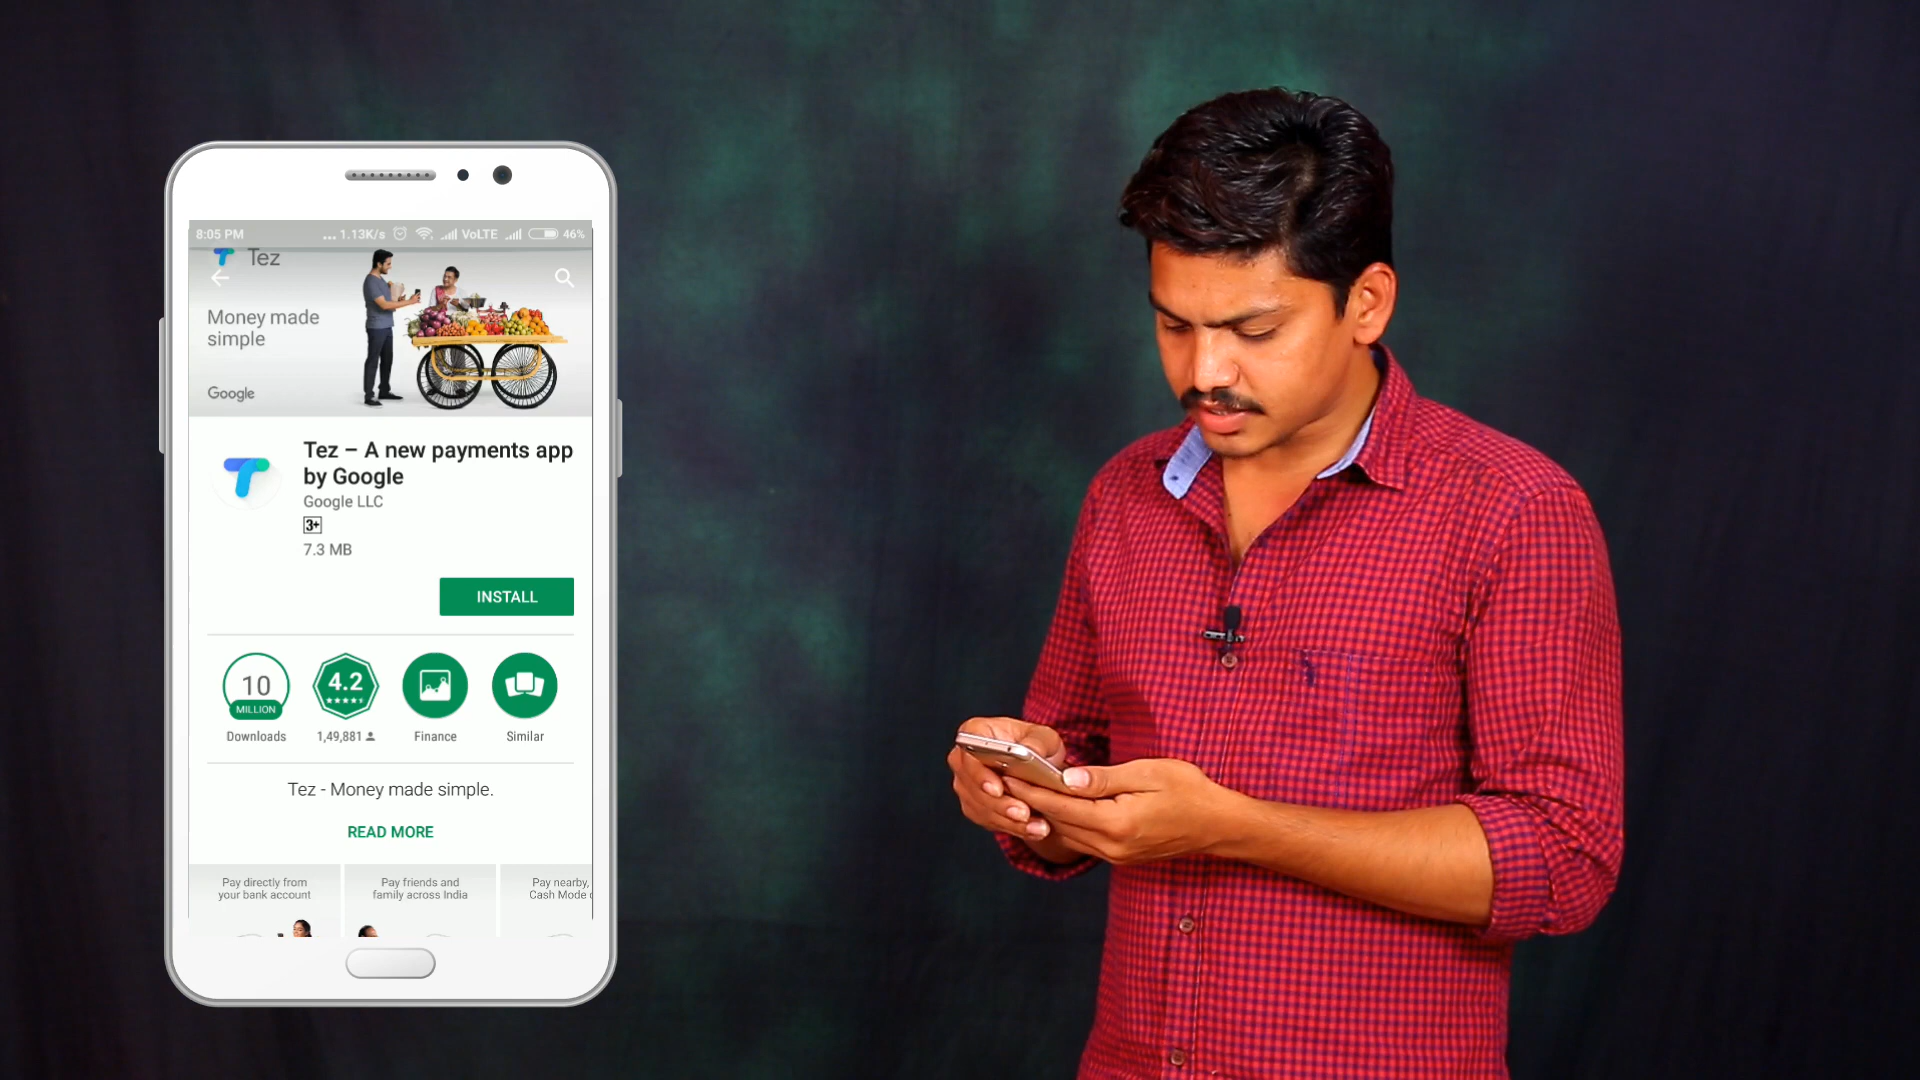 8:05 PM ... 1.13K/s VoLTE 46%
Tez
Money made
simple
Google
Tez – A new payments app
by Google
Google LLC
3+
7.3 MB
INSTALL
10
MILLION
4.2
Downloads 1,49,881 Finance Similar
Tez - Money made simple.
READ MORE
Pay directly from
your bank account
Pay friends and
family across India
Pay nearby,
Cash Mode